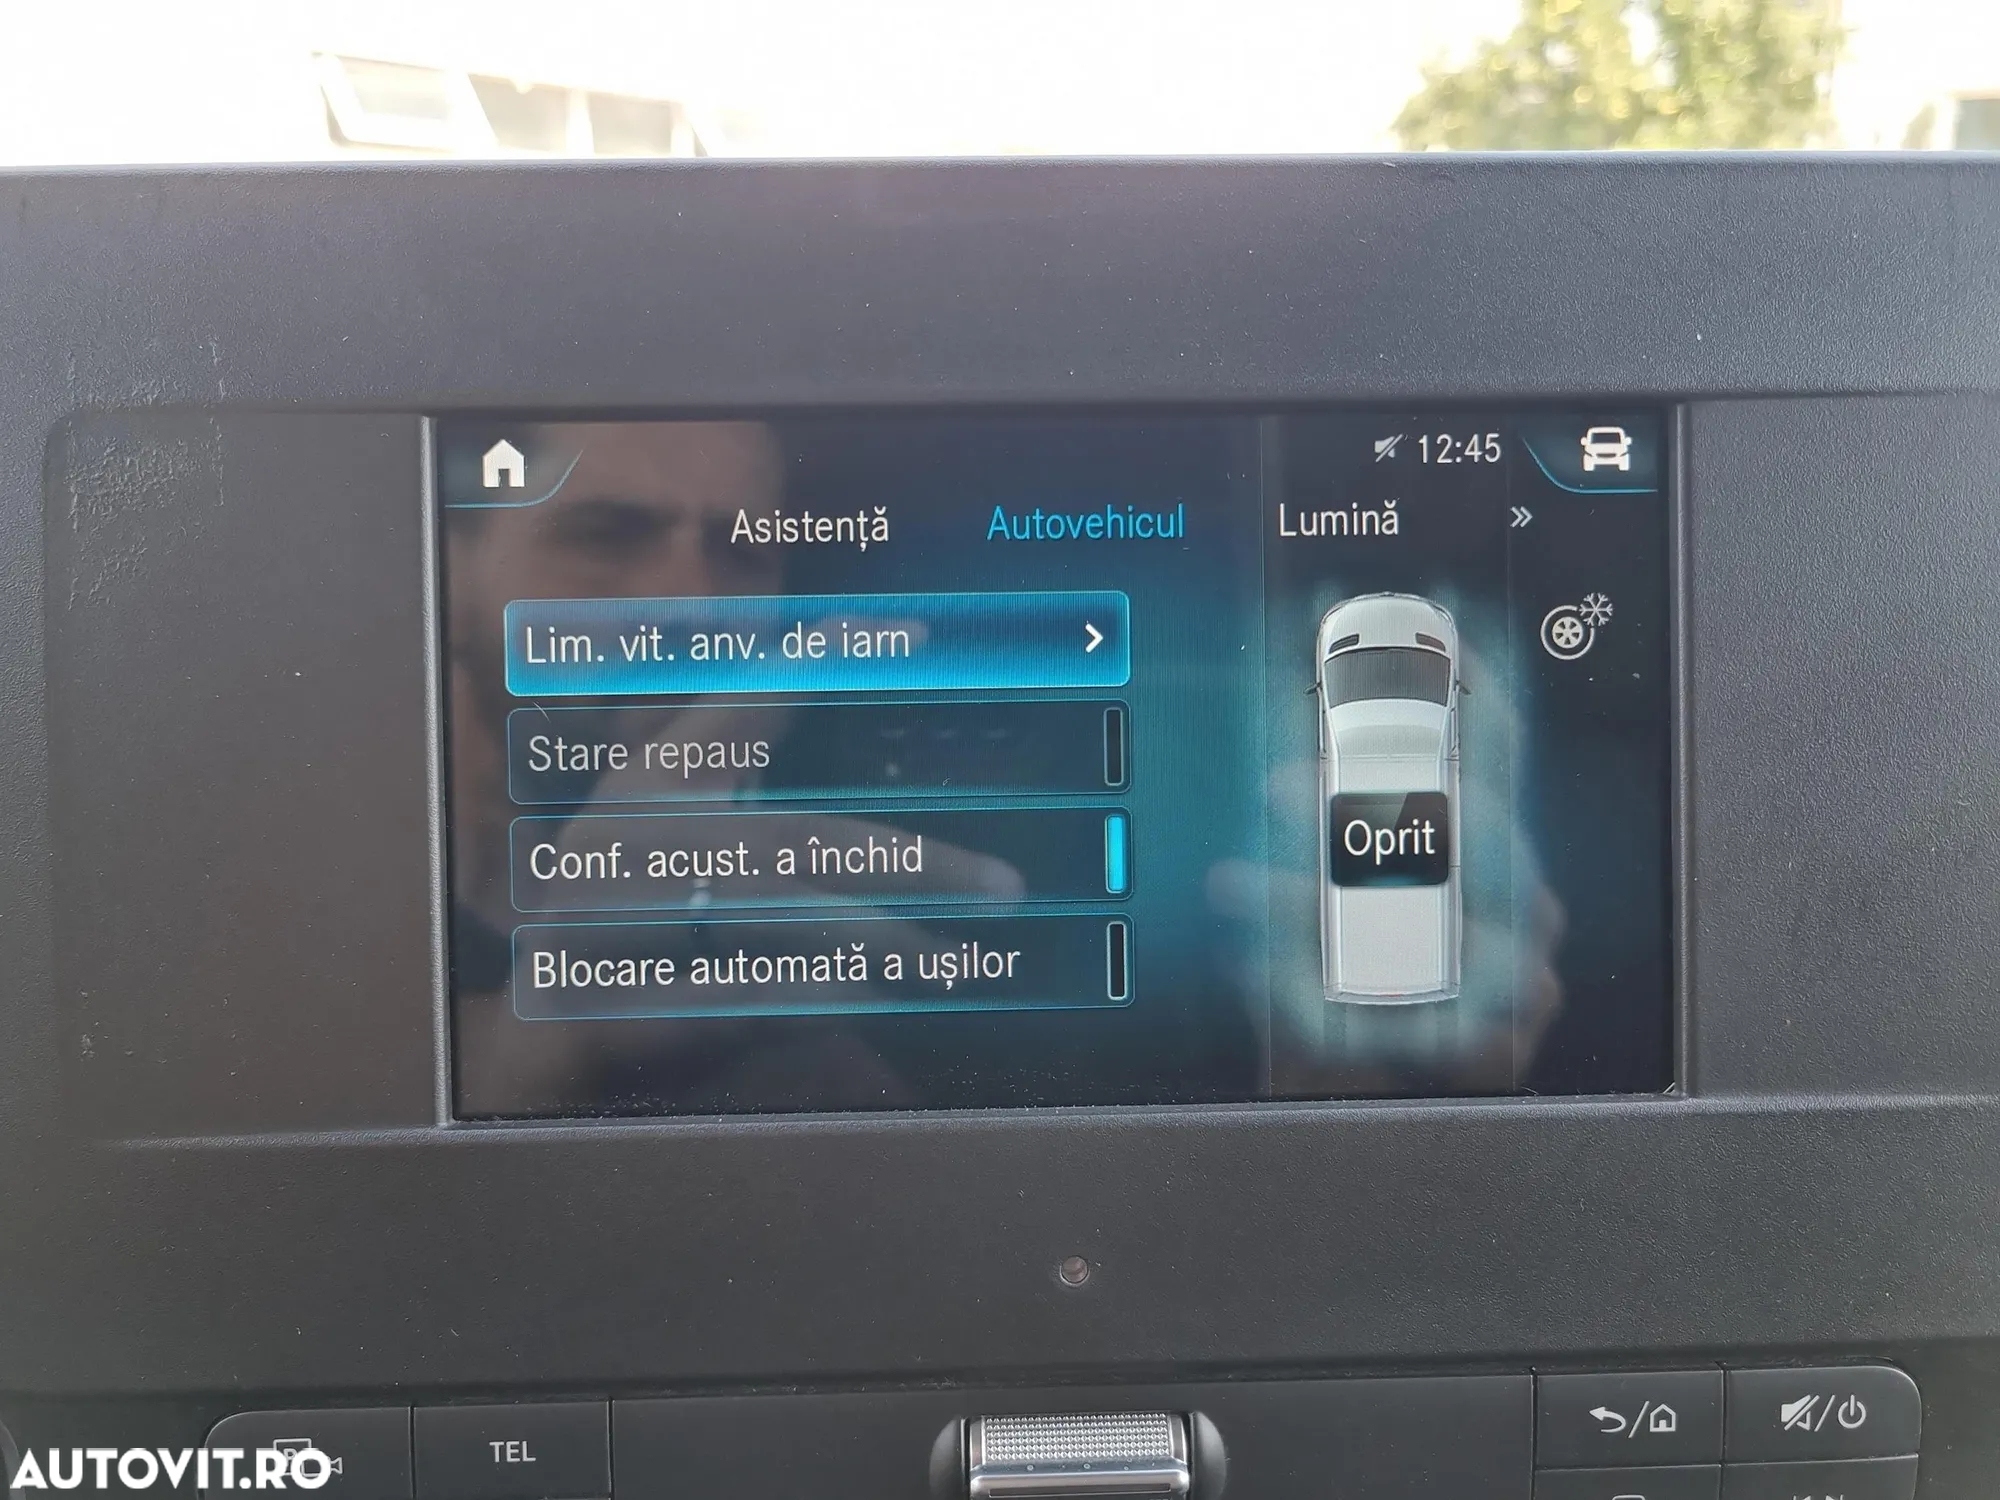 12:45
Asistență Autovehicul Lumină »
Lim. vit. anv. de iarn
Stare repaus
Conf. acust. a închid
Oprit
Blocare automată a ușilor
TEL
AUTOVIT.RO